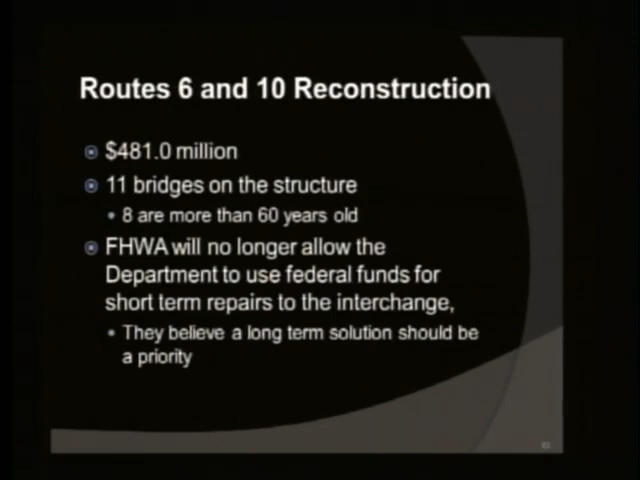 Routes 6 and 10 Reconstruction
$481.0 million
11 bridges on the structure
8 are more than 60 years old
FHWA will no longer allow the
Department to use federal funds for
short term repairs to the interchange,
They believe a long term solution should be
a priority